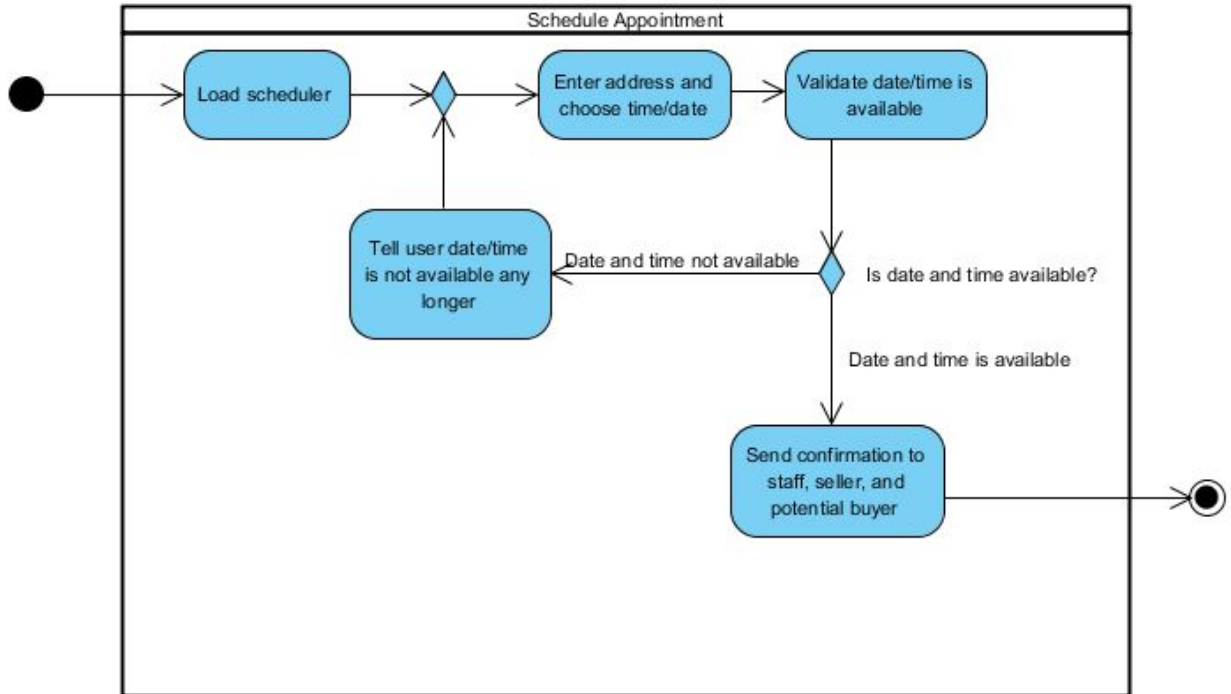 Schedule Appointment
Load scheduler
Enter address and
choose time/date
Validate date/time is
available
Tell user date/time
is not available any
longer
Date and time not available
Is date and time available?
Date and time is available
Send confirmation to
staff, seller, and
potential buyer